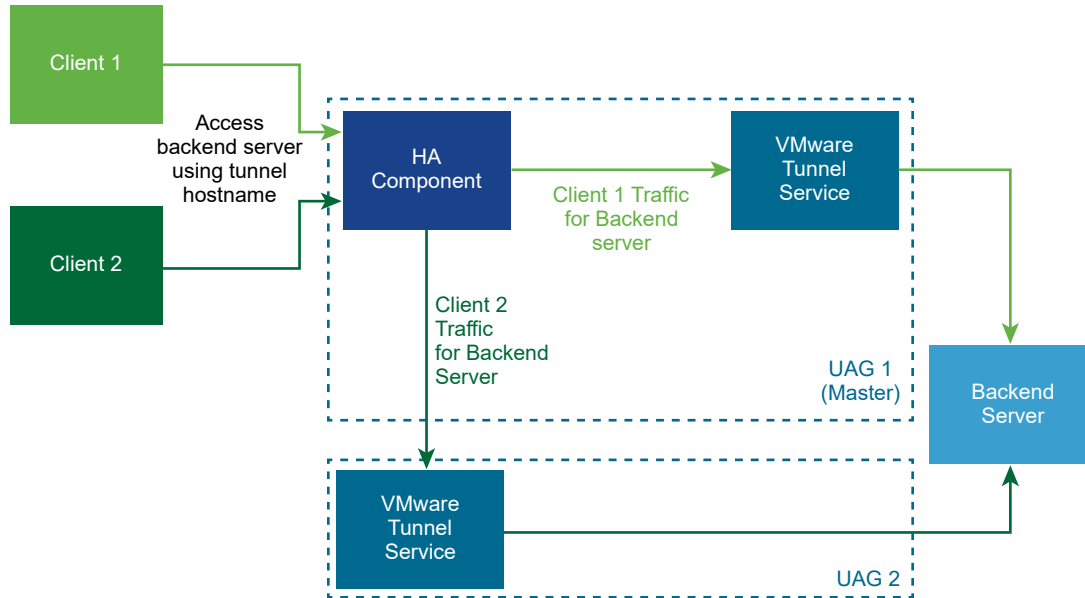 Client 1
Access
backend server
using tunnel
hostname
Client 2
HA
Component
Client 1 Traffic
for Backend
server
VMware
Tunnel
Service
Client 2
Traffic
for Backend
Server
UAG 1
(Master)
Backend
Server
VMware
Tunnel
Service
UAG 2